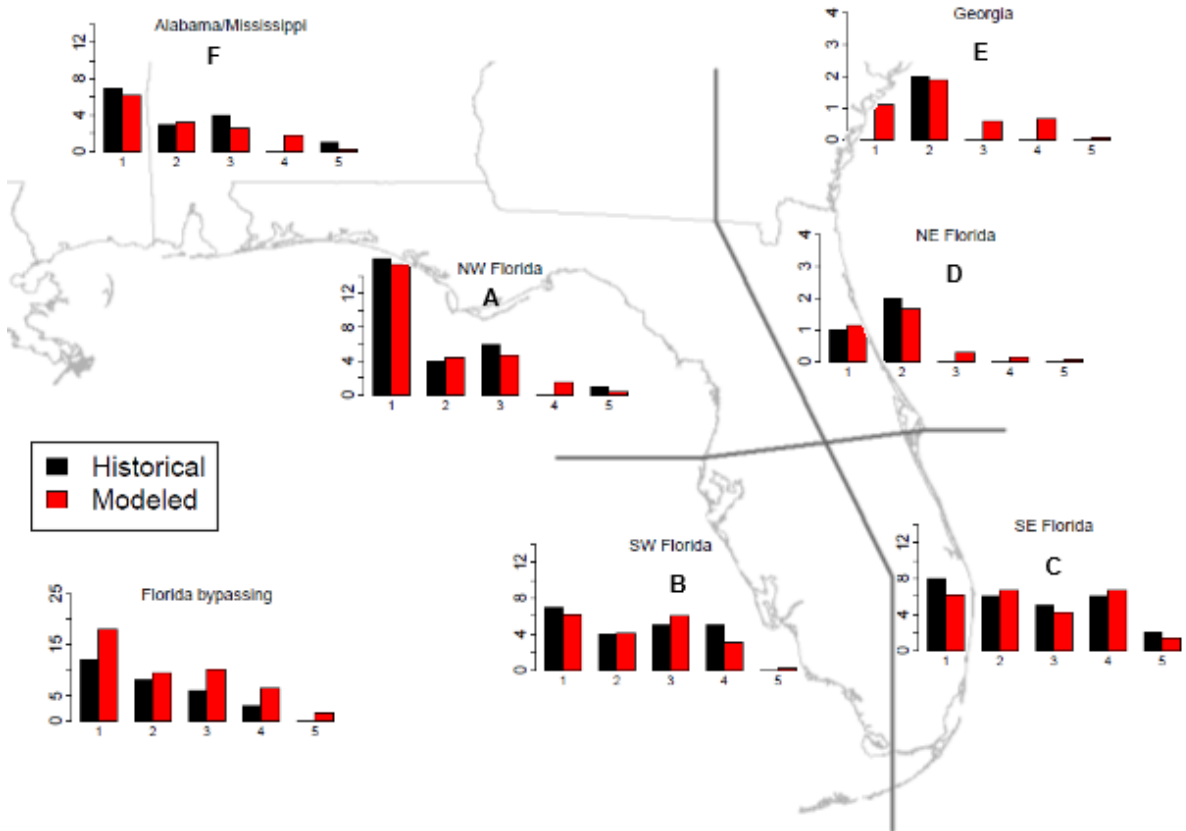 Alabama/Mississippi
F
12
8
4
0
1 2 3 4 5
Georgia
E
4
3
2
1
0
1 2 3 4 5
NW Florida
A
12
8
4
0
1 2 3 4 5
NE Florida
D
4
3
2
1
0
1 2 3 4 5
Historical
Modeled
SW Florida
B
12
8
4
0
1 2 3 4 5
SE Florida
C
12
8
4
0
1 2 3 4 5
Florida bypassing
25
15
5
0
1 2 3 4 5